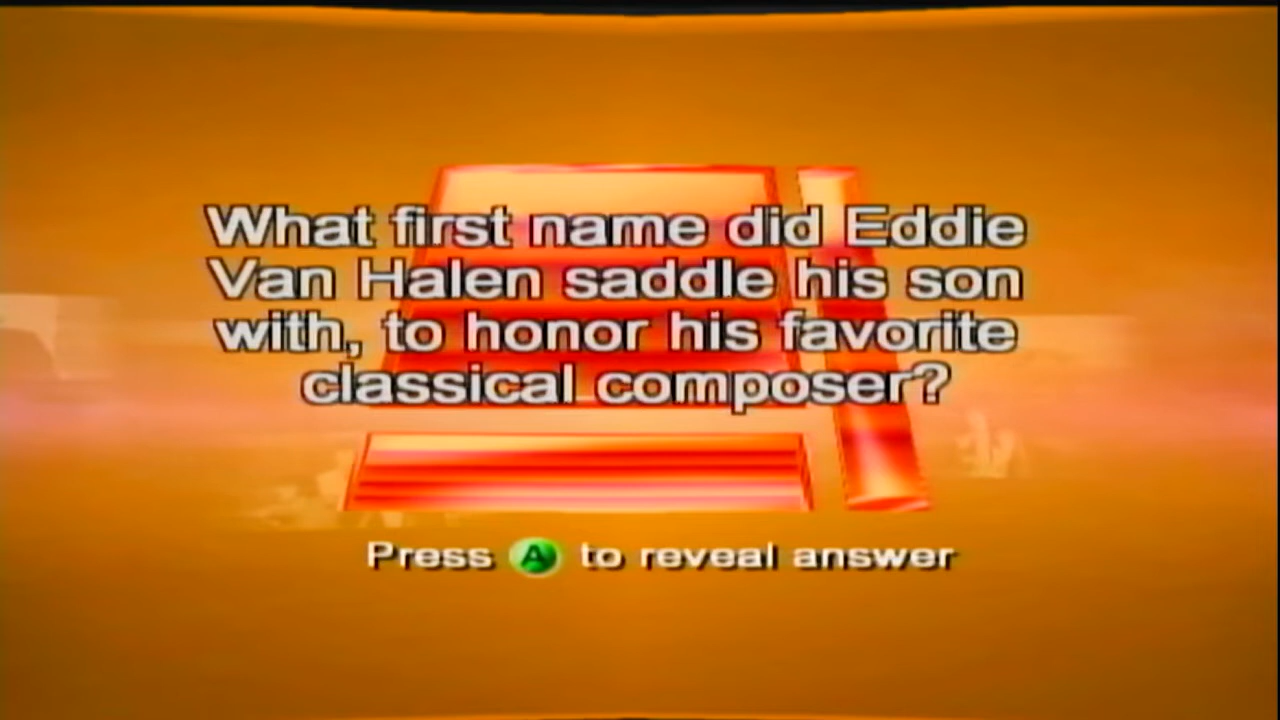 What first name did Eddie
Van Halen saddle his son
with, to honor his favorite
classical composer?
Press A to reveal answer